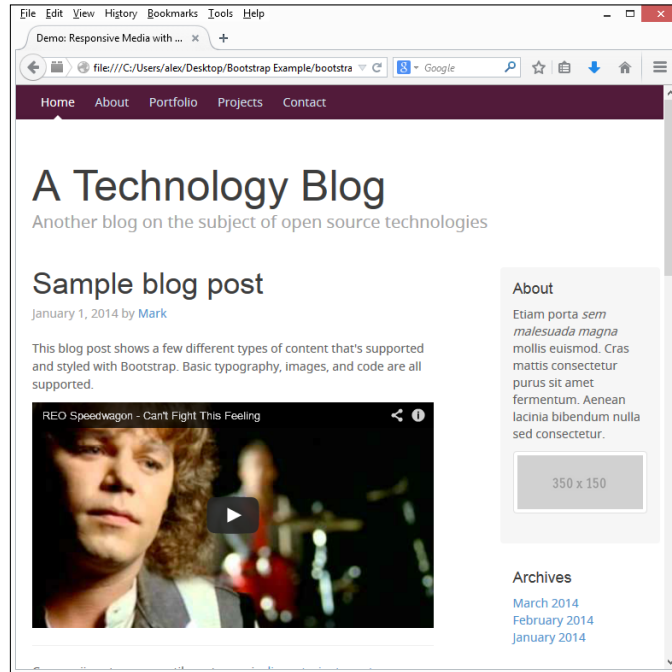 File Edit View History Bookmarks Tools Help
Demo: Responsive Media with ...
file:///C:/Users/alex/Desktop/Bootstrap Example/bootstra
Google
Home About Portfolio Projects Contact
A Technology Blog
Another blog on the subject of open source technologies
Sample blog post
January 1, 2014 by Mark
This blog post shows a few different types of content that's supported
and styled with Bootstrap. Basic typography, images, and code are all
supported.
REO Speedwagon - Can't Fight This Feeling
About
Etiam porta sem
malesuada magna
mollis euismod. Cras
mattis consectetur
purus sit amet
fermentum. Aenean
lacinia bibendum nulla
sed consectetur.
350 x 150
Archives
March 2014
February 2014
January 2014